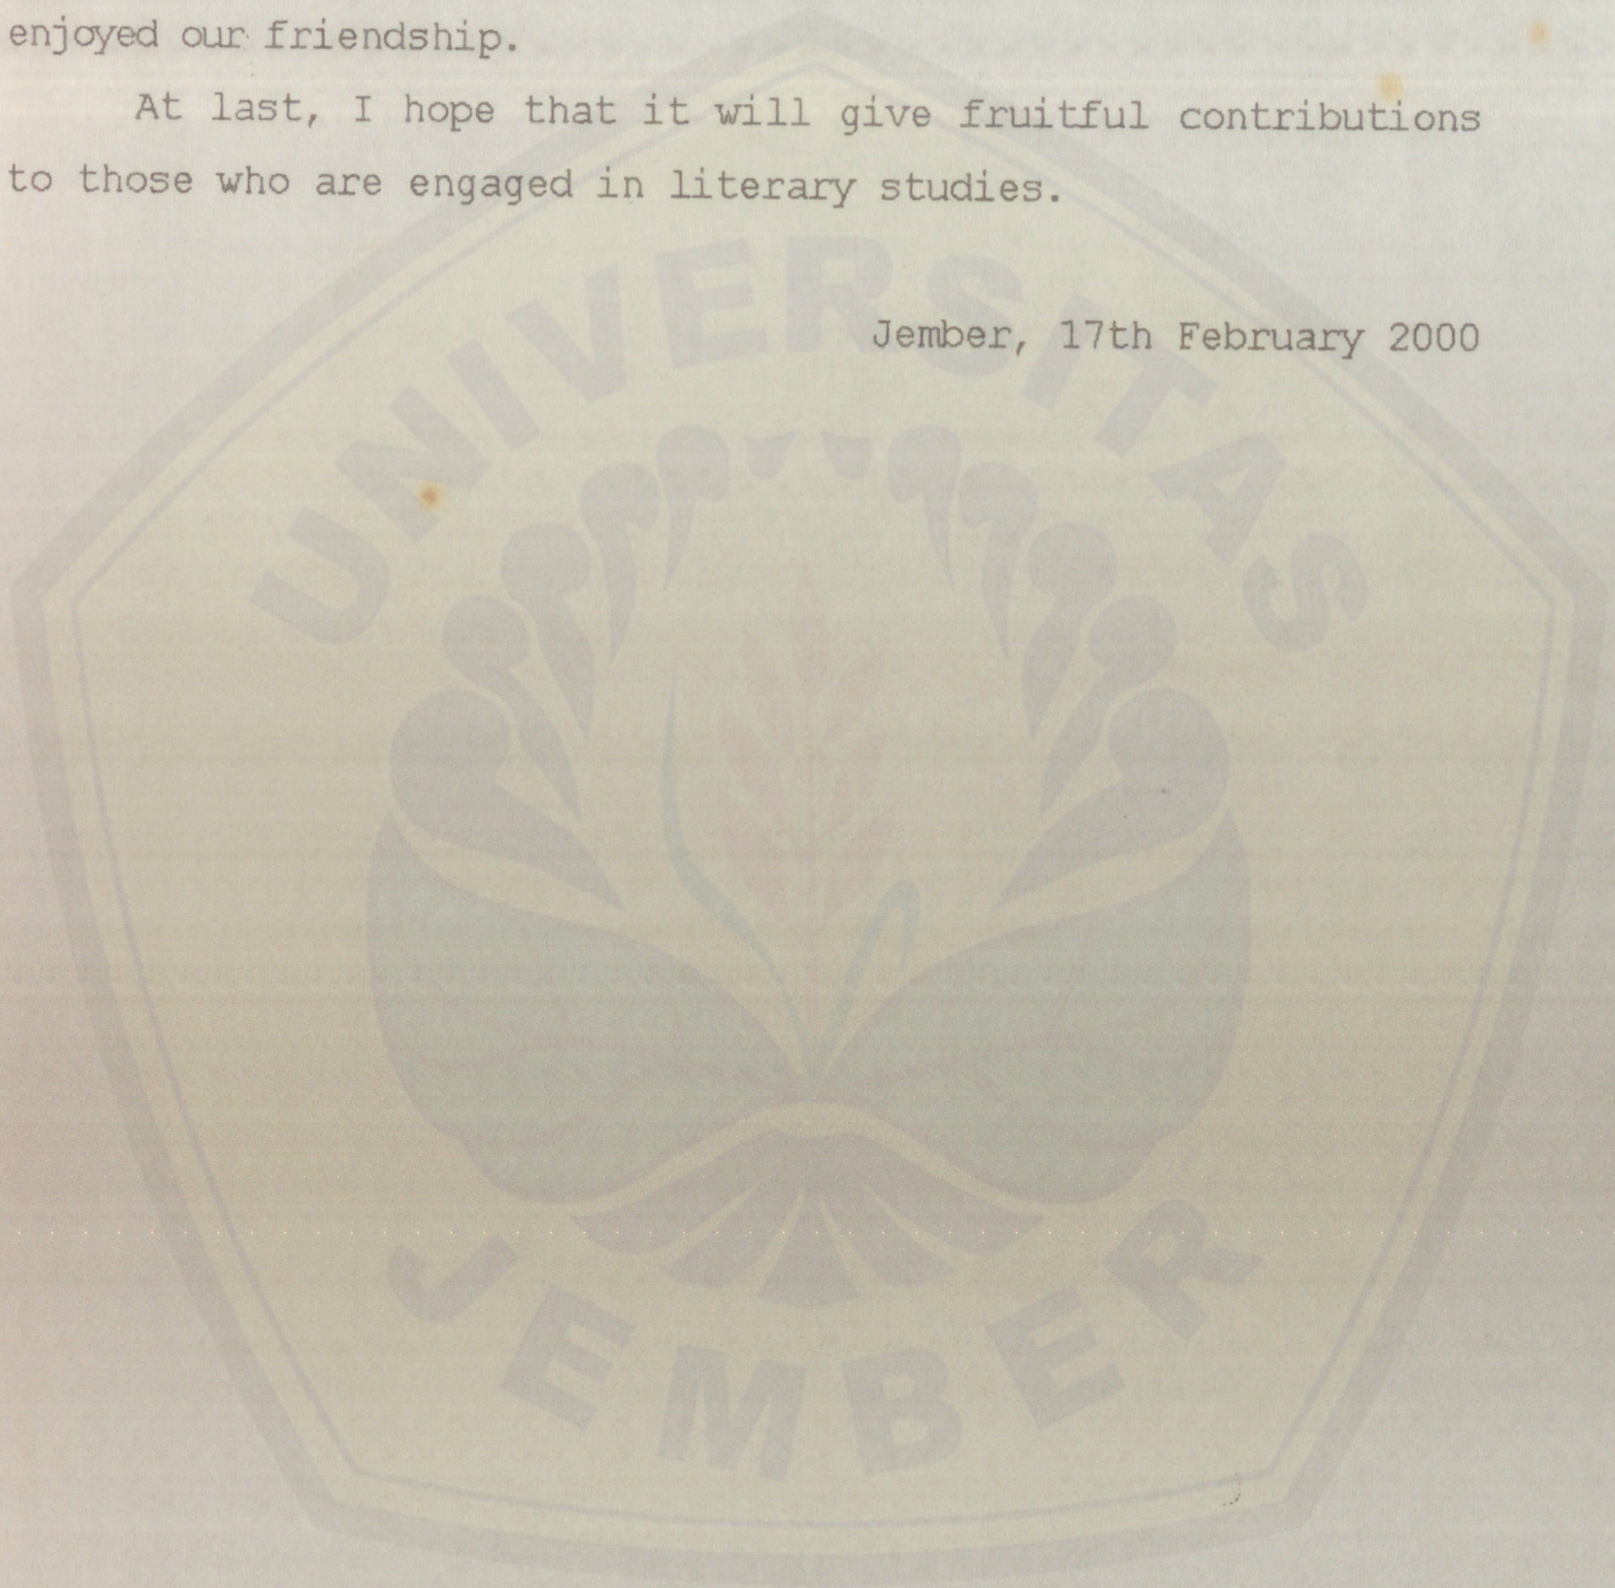 enjoyed our friendship.
At last, I hope that it will give fruitful contributions
to those who are engaged in literary studies.
Jember, 17th February 2000
UNIVERSITAS
JEMBER